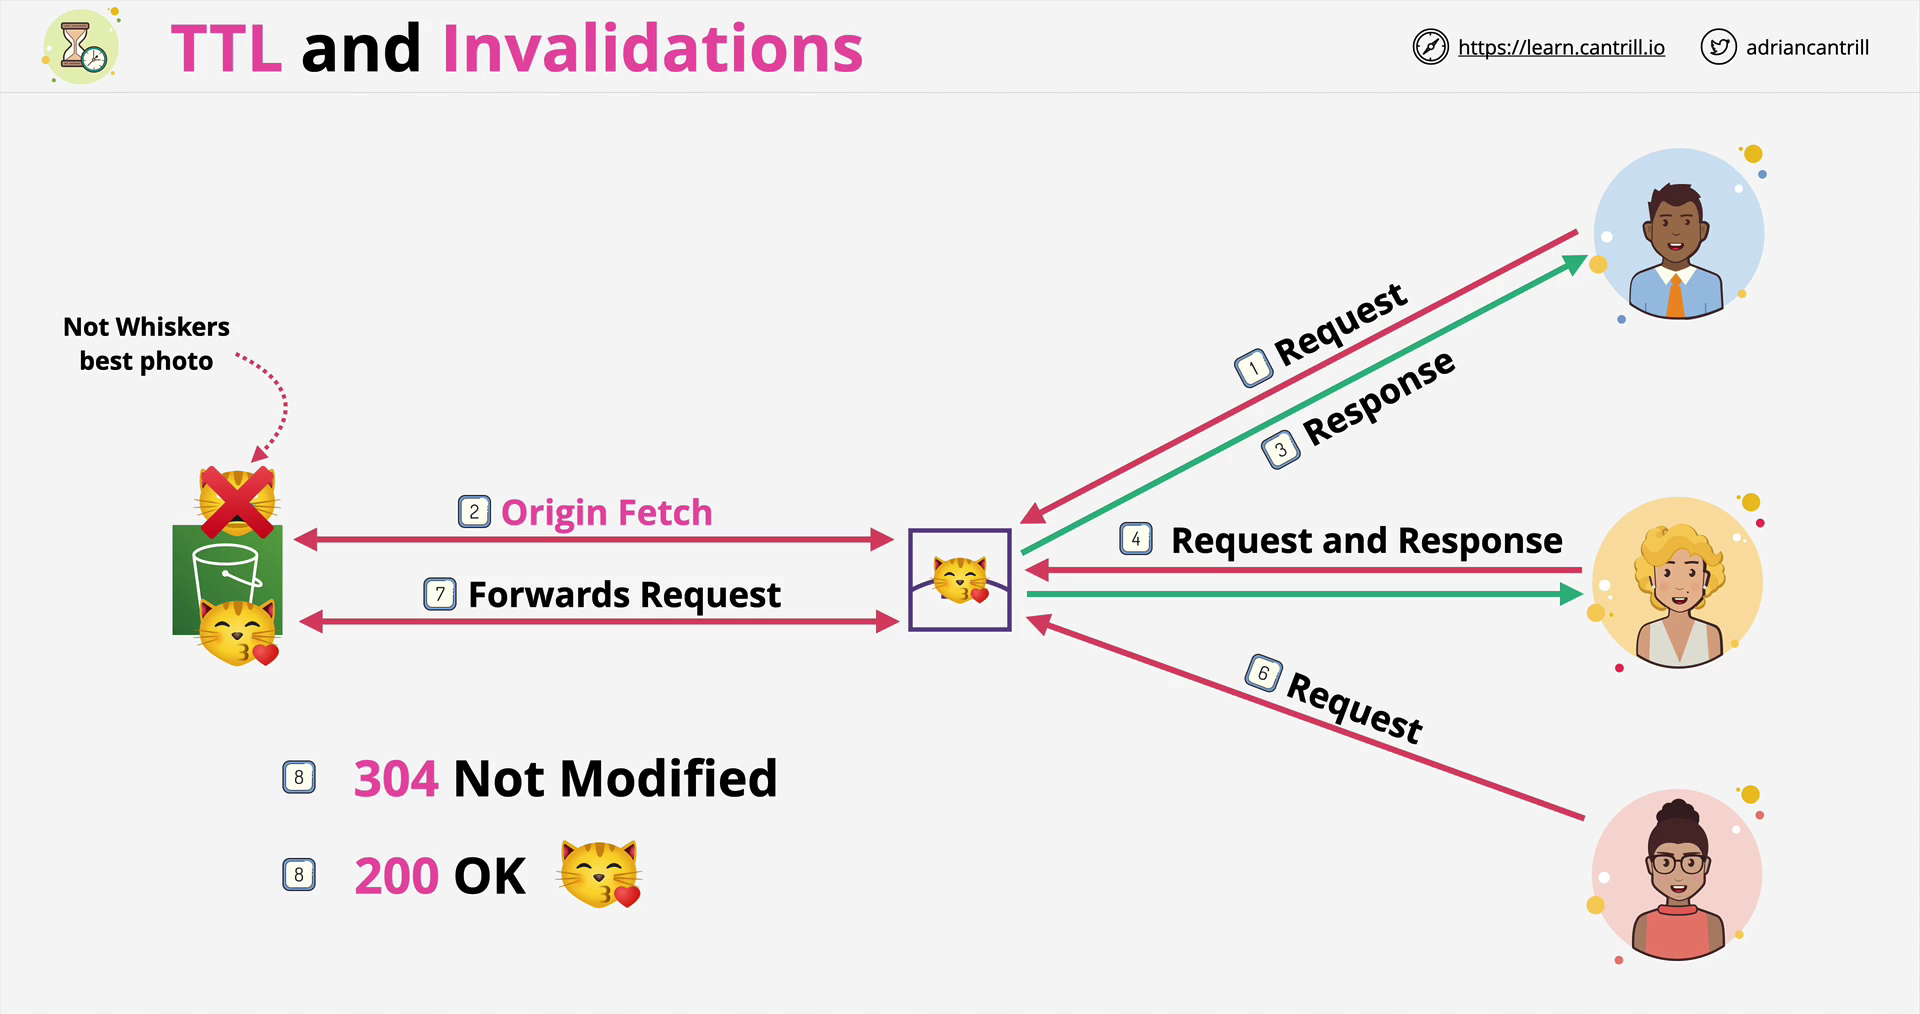 TTL and Invalidations
https://learn.cantrill.io
adriancantrill
Not Whiskers
best photo
1 Request
3 Response
2 Origin Fetch
4 Request and Response
7 Forwards Request
6 Request
8 304 Not Modified
8 200 OK